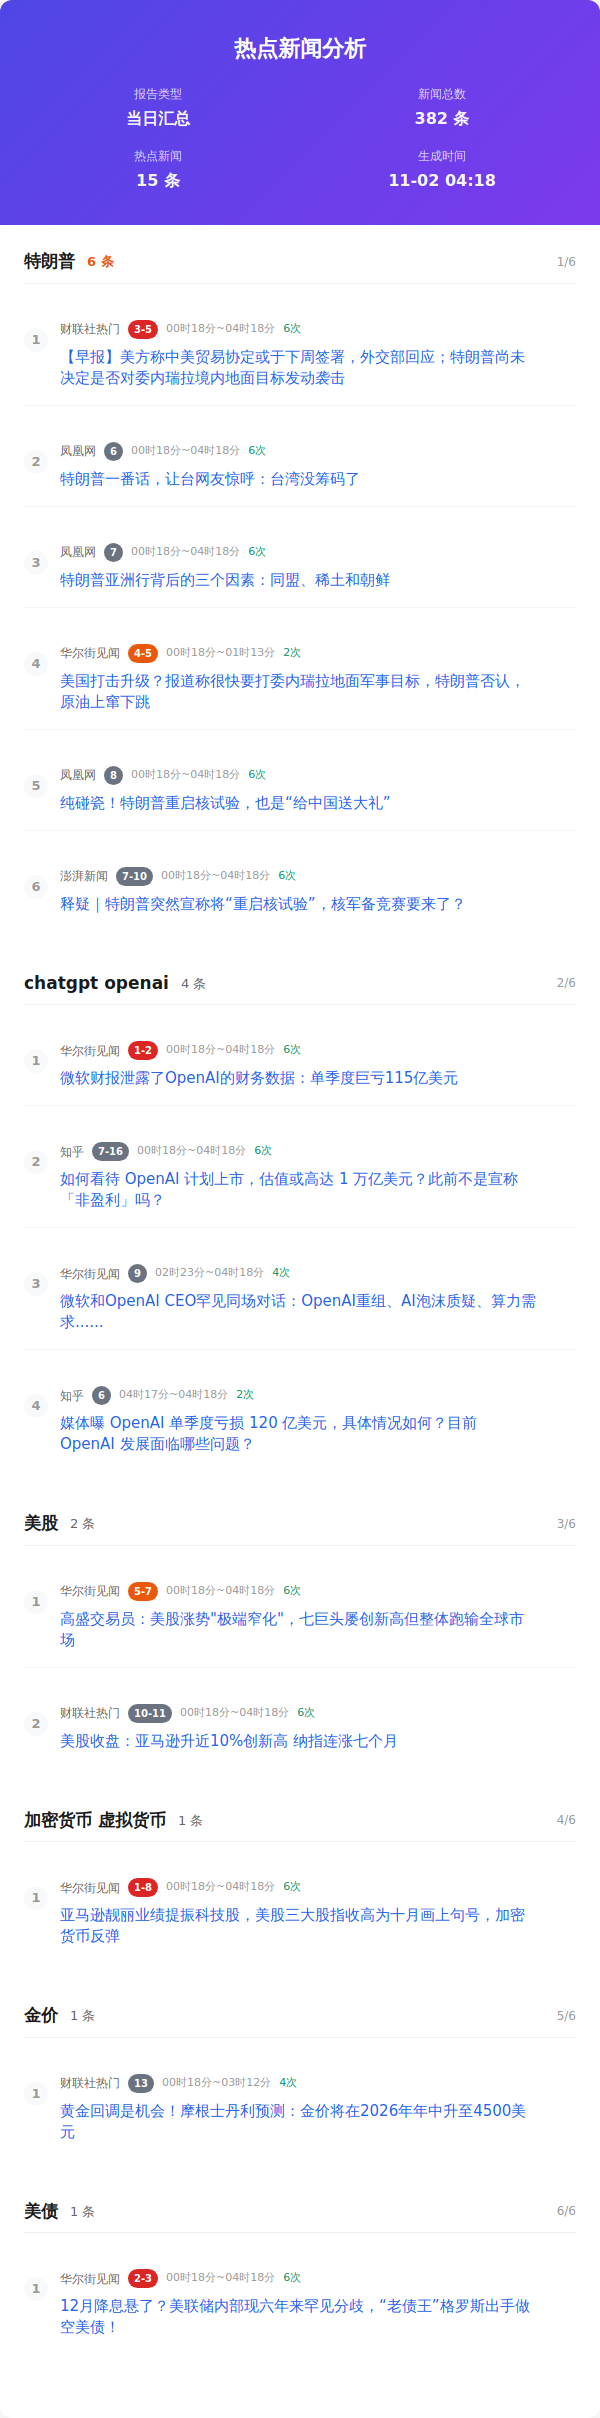 热点新闻分析
报告类型
新闻总数
当日汇总
382 条
热点新闻
生成时间
15 条
11-02 04:18
特朗普 6 条 1/6
1
财联社热门 3-5 00时18分~04时18分 6次
【早报】美方称中美贸易协定或于下周签署，外交部回应；特朗普尚未
决定是否对委内瑞拉境内地面目标发动袭击
2
凤凰网 6 00时18分~04时18分 6次
特朗普一番话，让台网友惊呼：台湾没筹码了
3
凤凰网 7 00时18分~04时18分 6次
特朗普亚洲行背后的三个因素：同盟、稀土和朝鲜
4
华尔街见闻 4-5 00时18分~01时13分 2次
美国打击升级？报道称很快要打委内瑞拉地面军事目标，特朗普否认，
原油上窜下跳
5
凤凰网 8 00时18分~04时18分 6次
纯碰瓷！特朗普重启核试验，也是“给中国送大礼”
6
澎湃新闻 7-10 00时18分~04时18分 6次
释疑｜特朗普突然宣称将“重启核试验”，核军备竞赛要来了？
chatgpt openai 4 条 2/6
1
华尔街见闻 1-2 00时18分~04时18分 6次
微软财报泄露了OpenAI的财务数据：单季度巨亏115亿美元
2
知乎 7-16 00时18分~04时18分 6次
如何看待 OpenAI 计划上市，估值或高达 1 万亿美元？此前不是宣称
「非盈利」吗？
3
华尔街见闻 9 02时23分~04时18分 4次
微软和OpenAI CEO罕见同场对话：OpenAI重组、AI泡沫质疑、算力需
求......
4
知乎 6 04时17分~04时18分 2次
媒体曝 OpenAI 单季度亏损 120 亿美元，具体情况如何？目前
OpenAI 发展面临哪些问题？
美股 2 条 3/6
1
华尔街见闻 5-7 00时18分~04时18分 6次
高盛交易员：美股涨势"极端窄化"，七巨头屡创新高但整体跑输全球市
场
2
财联社热门 10-11 00时18分~04时18分 6次
美股收盘：亚马逊升近10%创新高 纳指连涨七个月
加密货币 虚拟货币 1 条 4/6
1
华尔街见闻 1-8 00时18分~04时18分 6次
亚马逊靓丽业绩提振科技股，美股三大股指收高为十月画上句号，加密
货币反弹
金价 1 条 5/6
1
财联社热门 13 00时18分~03时12分 4次
黄金回调是机会！摩根士丹利预测：金价将在2026年年中升至4500美
元
美债 1 条 6/6
1
华尔街见闻 2-3 00时18分~04时18分 6次
12月降息悬了？美联储内部现六年来罕见分歧，“老债王”格罗斯出手做
空美债！